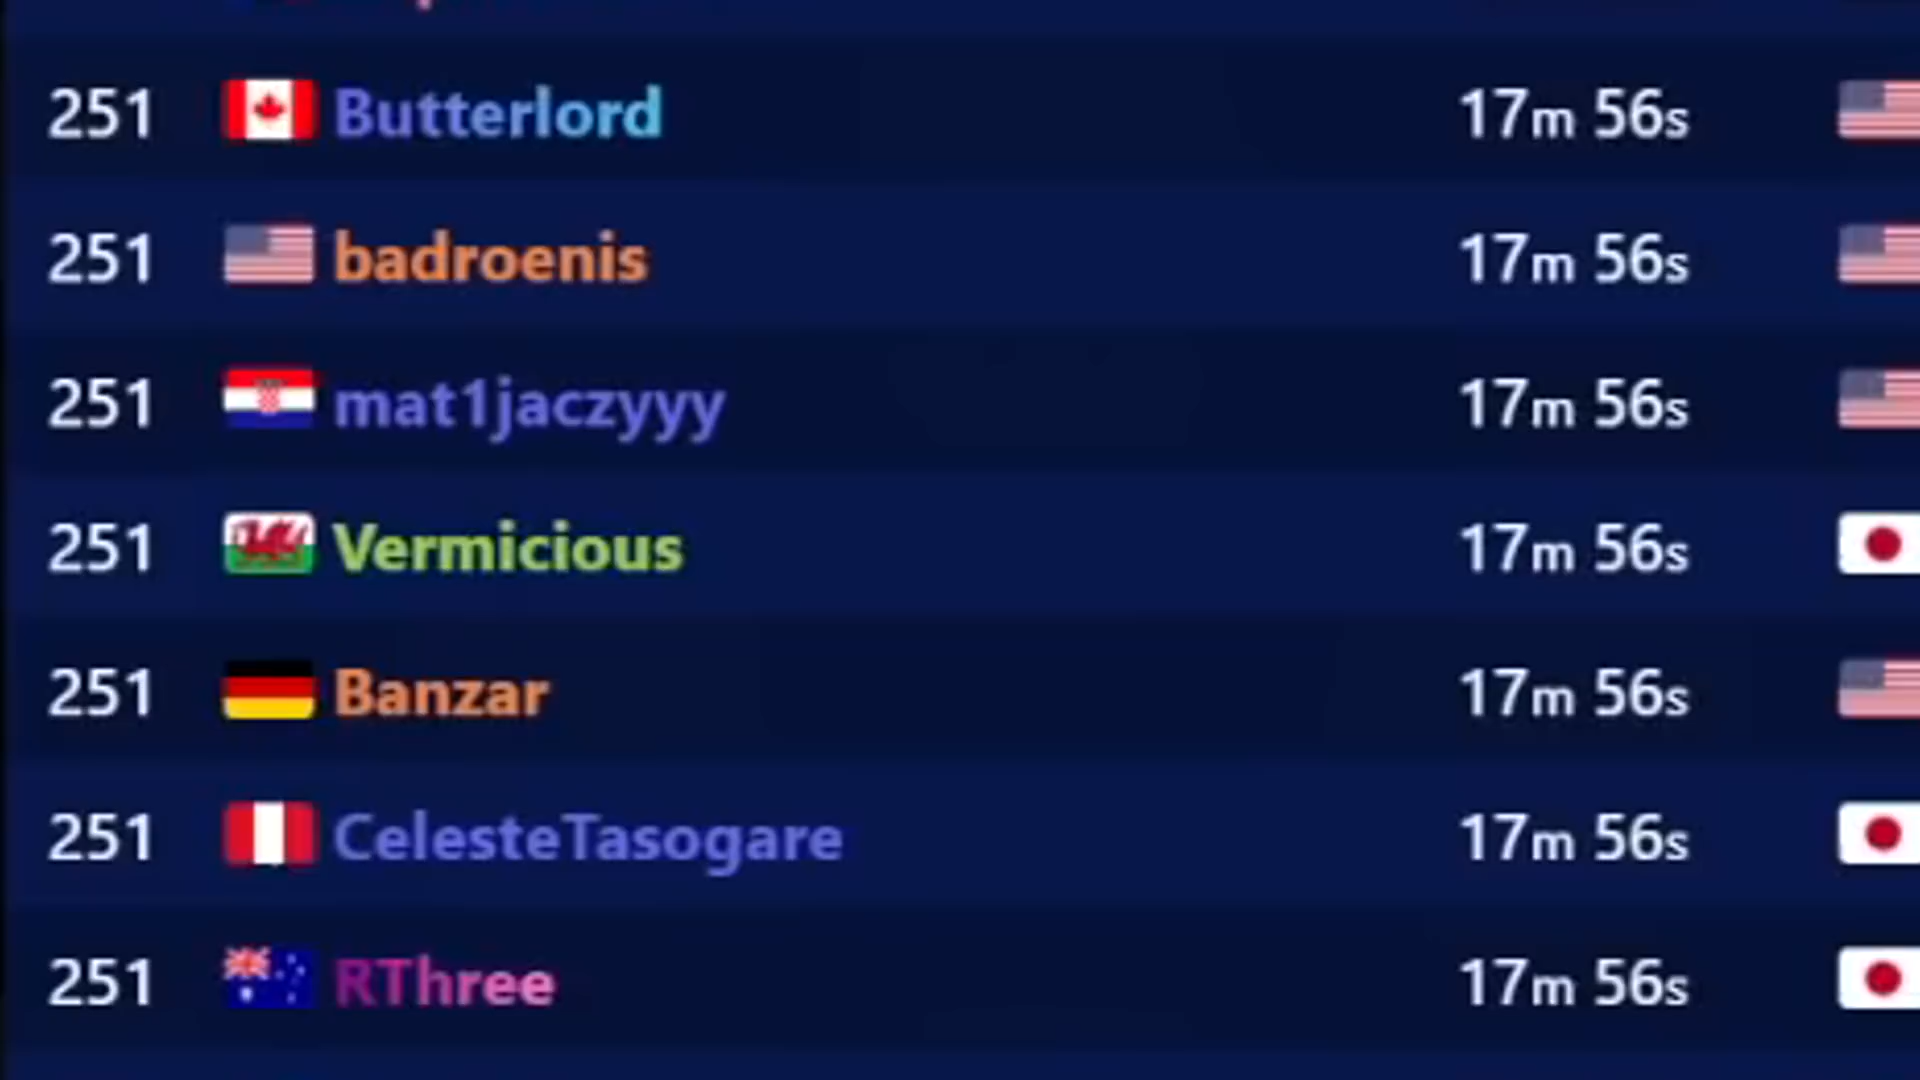 251 Butterlord 17m 56s
251 badroenis 17m 56s
251 mat1jaczyyy 17m 56s
251 Vermicious 17m 56s
251 Banzar 17m 56s
251 CelesteTasogare 17m 56s
251 RThree 17m 56s